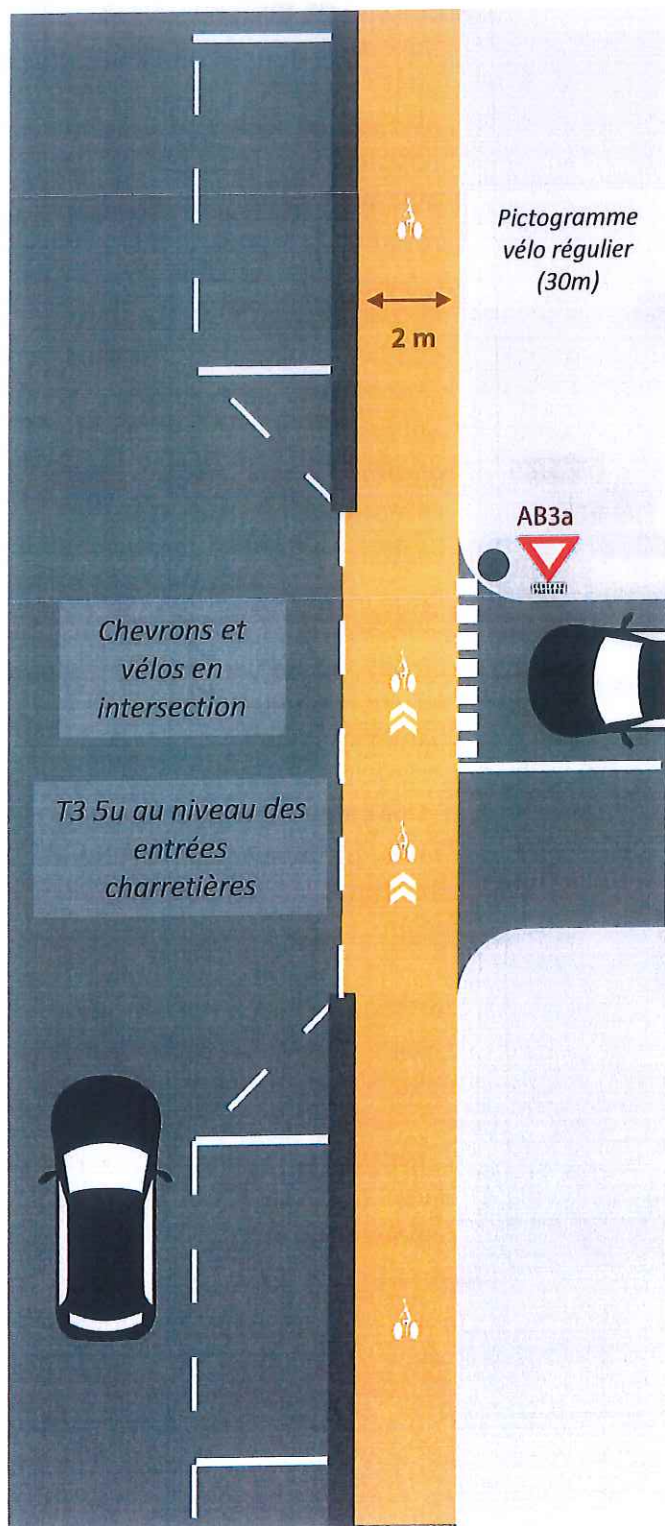 Pictogramme
vélo régulier
(30m)
2 m
AB3a
Chevrons et
vélos en
intersection
T3 5u au niveau des
entrées
charretières